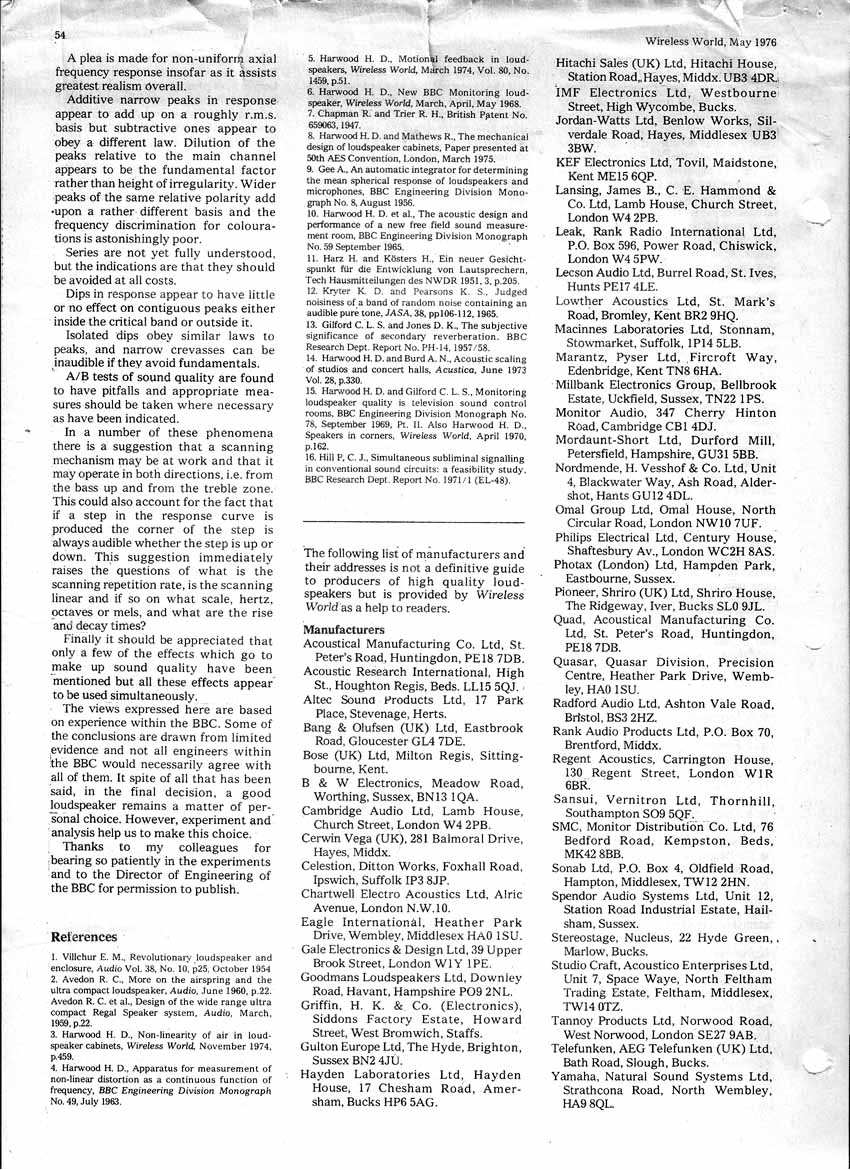 54
Wireless World, May 1976
A plea is made for non-uniform axial
frequency response insofar as it assists
greatest realism overall.
Additive narrow peaks in response
appear to add up on a roughly r.m.s.
basis but subtractive ones appear to
obey a different law. Dilution of the
peaks relative to the main channel
appears to be the fundamental factor
rather than height of irregularity. Wider
peaks of the same relative polarity add
upon a rather different basis and the
frequency discrimination for coloura-
tions is astonishingly poor.
Series are not yet fully understood,
but the indications are that they should
be avoided at all costs.
Dips in response appear to have little
or no effect on contiguous peaks either
inside the critical band or outside it.
Isolated dips obey similar laws to
peaks, and narrow crevasses can be
inaudible if they avoid fundamentals.
A/B tests of sound quality are found
to have pitfalls and appropriate mea-
sures should be taken where necessary
as have been indicated.
In a number of these phenomena
there is a suggestion that a scanning
mechanism may be at work and that it
may operate in both directions, i.e. from
the bass up and from the treble zone.
This could also account for the fact that
if a step in the response curve is
produced the corner of the step is
always audible whether the step is up or
down. This suggestion immediately
raises the questions of what is the
scanning repetition rate, is the scanning
linear and if so on what scale, hertz,
octaves or mels, and what are the rise
and decay times?
Finally it should be appreciated that
only a few of the effects which go to
make up sound quality have been
mentioned but all these effects appear
to be used simultaneously.
The views expressed here are based
on experience within the BBC. Some of
the conclusions are drawn from limited
evidence and not all engineers within
the BBC would necessarily agree with
all of them. It spite of all that has been
said, in the final decision, a good
loudspeaker remains a matter of per-
sonal choice. However, experiment and
analysis help us to make this choice.
Thanks to my colleagues for
bearing so patiently in the experiments
and to the Director of Engineering of
the BBC for permission to publish.
References
1. Villchur E. M., Revolutionary loudspeaker and
enclosure, Audio Vol. 38, No. 10, p25, October 1954
2. Avedon R. C., More on the airspring and the
ultra compact loudspeaker, Audio, June 1960, p.22.
Avedon R. C. et al., Design of the wide range ultra
compact Regal Speaker system, Audio, March,
1959, p.22.
3. Harwood H. D., Non-linearity of air in loud-
speaker cabinets, Wireless World, November 1974,
p.459.
4. Harwood H. D., Apparatus for measurement of
non-linear distortion as a continuous function of
frequency, BBC Engineering Division Monograph
No. 49, July 1963.
5. Harwood H. D., Motional feedback in loud-
speakers, Wireless World, March 1974, Vol. 80, No.
1459, p.51.
6. Harwood H. D., New BBC Monitoring loud-
speaker, Wireless World, March, April, May 1968.
7. Chapman R. and Trier R. H., British Patent No.
659063, 1947.
8. Harwood H. D. and Mathews R., The mechanical
design of loudspeaker cabinets, Paper presented at
50th AES Convention, London, March 1975.
9. Gee A., An automatic integrator for determining
the mean spherical response of loudspeakers and
microphones, BBC Engineering Division Mono-
graph No. 8, August 1956.
10. Harwood H. D. et al., The acoustic design and
performance of a new free field sound measure-
ment room, BBC Engineering Division Monograph
No. 59 September 1965.
11. Harz H. and Kösters H., Ein neuer Gesicht-
spunkt für die Entwicklung von Lautsprechern,
Tech Hausmitteilungen des NWDR 1951, 3, p.205.
12. Kryter K. D. and Pearsons K. S., Judged
noisiness of a band of random noise containing an
audible pure tone, JASA, 38, pp106-112, 1965.
13. Gilford C. L. S. and Jones D. K., The subjective
significance of secondary reverberation. BBC
Research Dept. Report No. PH-14, 1957/58.
14. Harwood H. D. and Burd A. N., Acoustic scaling
of studios and concert halls, Acustica, June 1973
Vol. 28, p.330.
15. Harwood H. D. and Gilford C. L. S., Monitoring
loudspeaker quality is television sound control
rooms, BBC Engineering Division Monograph No.
78, September 1969, Pt. II. Also Harwood H. D.,
Speakers in corners, Wireless World, April 1970,
p.162.
16. Hill P. C. J., Simultaneous subliminal signalling
in conventional sound circuits: a feasibility study.
BBC Research Dept. Report No. 1971/1 (EL-48).
The following list of manufacturers and
their addresses is not a definitive guide
to producers of high quality loud-
speakers but is provided by Wireless
World as a help to readers.
Manufacturers
Acoustical Manufacturing Co. Ltd, St.
Peter's Road, Huntingdon, PE18 7DB.
Acoustic Research International, High
St., Houghton Regis, Beds. LL15 5QJ.
Altec Sound Products Ltd, 17 Park
Place, Stevenage, Herts.
Bang & Olufsen (UK) Ltd, Eastbrook
Road, Gloucester GL4 7DE.
Bose (UK) Ltd, Milton Regis, Sitting-
bourne, Kent.
B & W Electronics, Meadow Road,
Worthing, Sussex, BN13 1QA.
Cambridge Audio Ltd, Lamb House,
Church Street, London W4 2PB.
Cerwin Vega (UK), 281 Balmoral Drive,
Hayes, Middx.
Celestion, Ditton Works, Foxhall Road,
Ipswich, Suffolk IP3 8JP.
Chartwell Electro Acoustics Ltd, Alric
Avenue, London N.W.10.
Eagle International, Heather Park
Drive, Wembley, Middlesex HA0 1SU.
Gale Electronics & Design Ltd, 39 Upper
Brook Street, London W1Y 1PE.
Goodmans Loudspeakers Ltd, Downley
Road, Havant, Hampshire PO9 2NL.
Griffin, H. K. & Co. (Electronics),
Siddons Factory Estate, Howard
Street, West Bromwich, Staffs.
Gulton Europe Ltd, The Hyde, Brighton,
Sussex BN2 4JU.
Hayden Laboratories Ltd, Hayden
House, 17 Chesham Road, Amer-
sham, Bucks HP6 5AG.
Hitachi Sales (UK) Ltd, Hitachi House,
Station Road, Hayes, Middx. UB3 4DR.
IMF Electronics Ltd, Westbourne
Street, High Wycombe, Bucks.
Jordan-Watts Ltd, Benlow Works, Sil-
verdale Road, Hayes, Middlesex UB3
3BW.
KEF Electronics Ltd, Tovil, Maidstone,
Kent ME15 6QP.
Lansing, James B., C. E. Hammond &
Co. Ltd, Lamb House, Church Street,
London W4 2PB.
Leak, Rank Radio International Ltd,
P.O. Box 596, Power Road, Chiswick,
London W4 5PW.
Lecson Audio Ltd, Burrel Road, St. Ives,
Hunts PE17 4LE.
Lowther Acoustics Ltd, St. Mark's
Road, Bromley, Kent BR2 9HQ.
Macinnes Laboratories Ltd, Stonnam,
Stowmarket, Suffolk, 1P14 5LB.
Marantz, Pyser Ltd, Fircroft Way,
Edenbridge, Kent TN8 6HA.
Millbank Electronics Group, Bellbrook
Estate, Uckfield, Sussex, TN22 1PS.
Monitor Audio, 347 Cherry Hinton
Road, Cambridge CB1 4DJ.
Mordaunt-Short Ltd, Durford Mill,
Petersfield, Hampshire, GU31 5BB.
Nordmende, H. Vesshof & Co. Ltd, Unit
4, Blackwater Way, Ash Road, Alder-
shot, Hants GU12 4DL.
Omal Group Ltd, Omal House, North
Circular Road, London NW10 7UF.
Philips Electrical Ltd, Century House,
Shaftesbury Av., London WC2H 8AS.
Photax (London) Ltd, Hampden Park,
Eastbourne, Sussex.
Pioneer, Shriro (UK) Ltd, Shriro House,
The Ridgeway, Iver, Bucks SL0 9JL.
Quad, Acoustical Manufacturing Co.
Ltd, St. Peter's Road, Huntingdon,
PE18 7DB.
Quasar, Quasar Division, Precision
Centre, Heather Park Drive, Wemb-
ley, HA0 1SU.
Radford Audio Ltd, Ashton Vale Road,
Bristol, BS3 2HZ.
Rank Audio Products Ltd, P.O. Box 70,
Brentford, Middx.
Regent Acoustics, Carrington House,
130 Regent Street, London W1R
6BR.
Sansui, Vernitron Ltd, Thornhill,
Southampton SO9 5QF.
SMC, Monitor Distribution Co. Ltd, 76
Bedford Road, Kempston, Beds,
MK42 8BB.
Sonab Ltd, P.O. Box 4, Oldfield Road,
Hampton, Middlesex, TW12 2HN.
Spendor Audio Systems Ltd, Unit 12,
Station Road Industrial Estate, Hail-
sham, Sussex.
Stereostage, Nucleus, 22 Hyde Green,
Marlow, Bucks.
Studio Craft, Acoustico Enterprises Ltd,
Unit 7, Space Waye, North Feltham
Trading Estate, Feltham, Middlesex,
TW14 0TZ.
Tannoy Products Ltd, Norwood Road,
West Norwood, London SE27 9AB.
Telefunken, AEG Telefunken (UK) Ltd,
Bath Road, Slough, Bucks.
Yamaha, Natural Sound Systems Ltd,
Strathcona Road, North Wembley,
HA9 8QL.